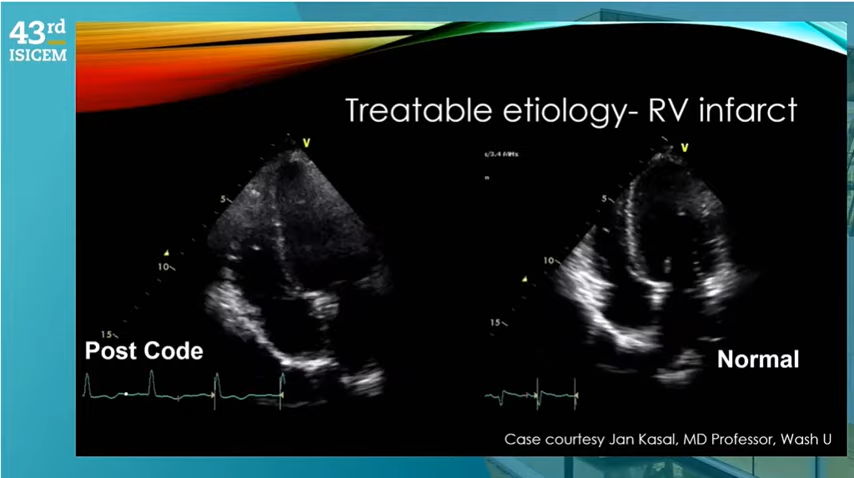 43rd
ISICEM
Treatable etiology- RV infarct
V
5
10
15
Post Code
V
5
10
15
Normal
Case courtesy Jan Kasal, MD Professor, Wash U